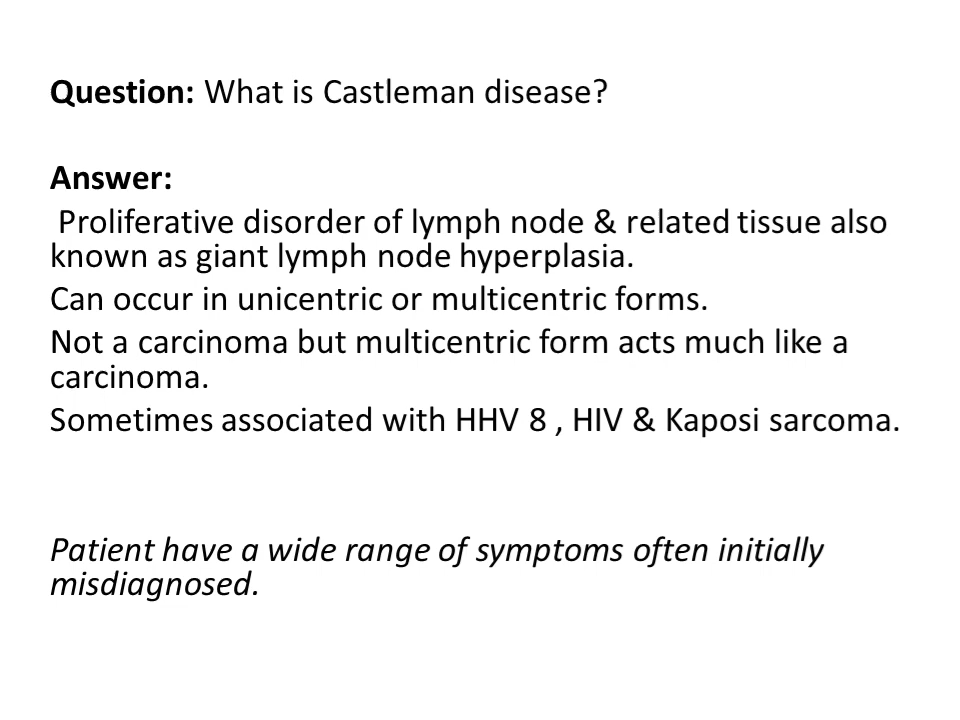 Question: What is Castleman disease?
Answer:
Proliferative disorder of lymph node & related tissue also
known as giant lymph node hyperplasia.
Can occur in unicentric or multicentric forms.
Not a carcinoma but multicentric form acts much like a
carcinoma.
Sometimes associated with HHV 8 , HIV & Kaposi sarcoma.
Patient have a wide range of symptoms often initially
misdiagnosed.